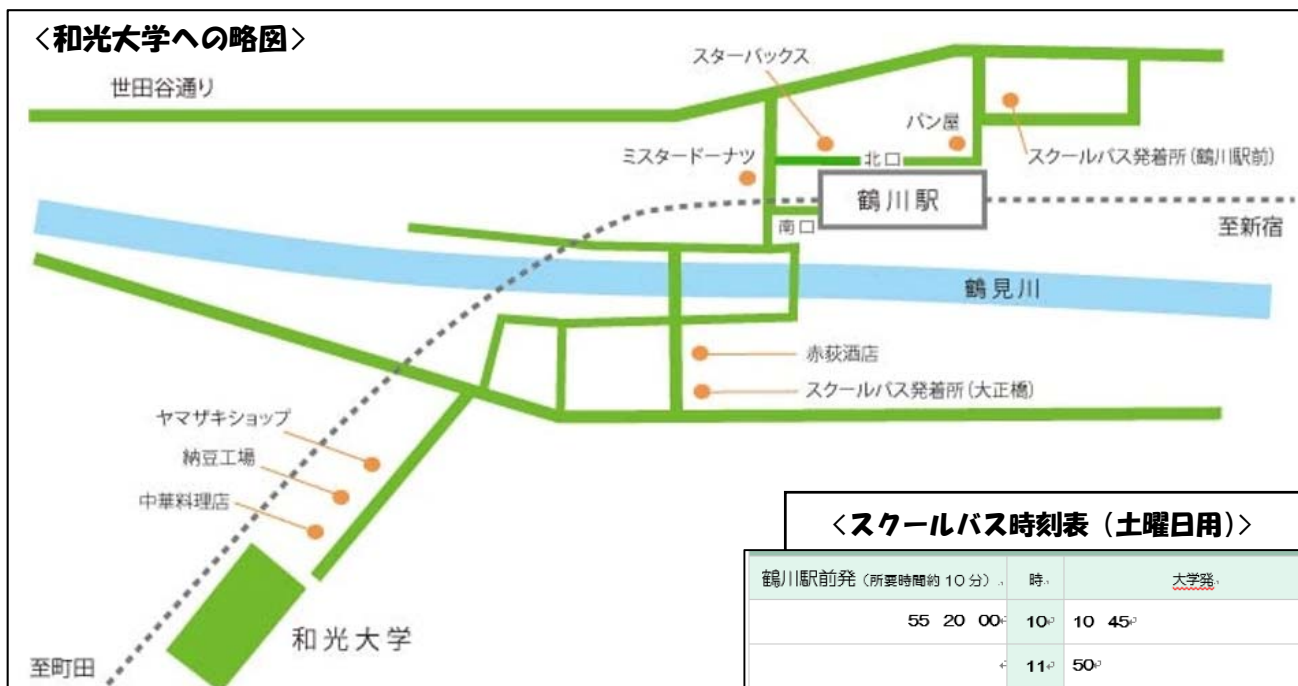 <和光大学への略図>
スターバックス
世田谷通り
パン屋
ミスタードーナツ
北口
スクールバス発着所(鶴川駅前)
鶴川駅
南口
至新宿
鶴見川
赤荻酒店
スクールバス発着所(大正橋)
ヤマザキショップ
納豆工場
中華料理店
和光大学
至町田
<スクールバス時刻表(土曜日用)>
鶴川駅前発(所要時間約10分) 時 大学発
55 20 00 10 10 45
11 50